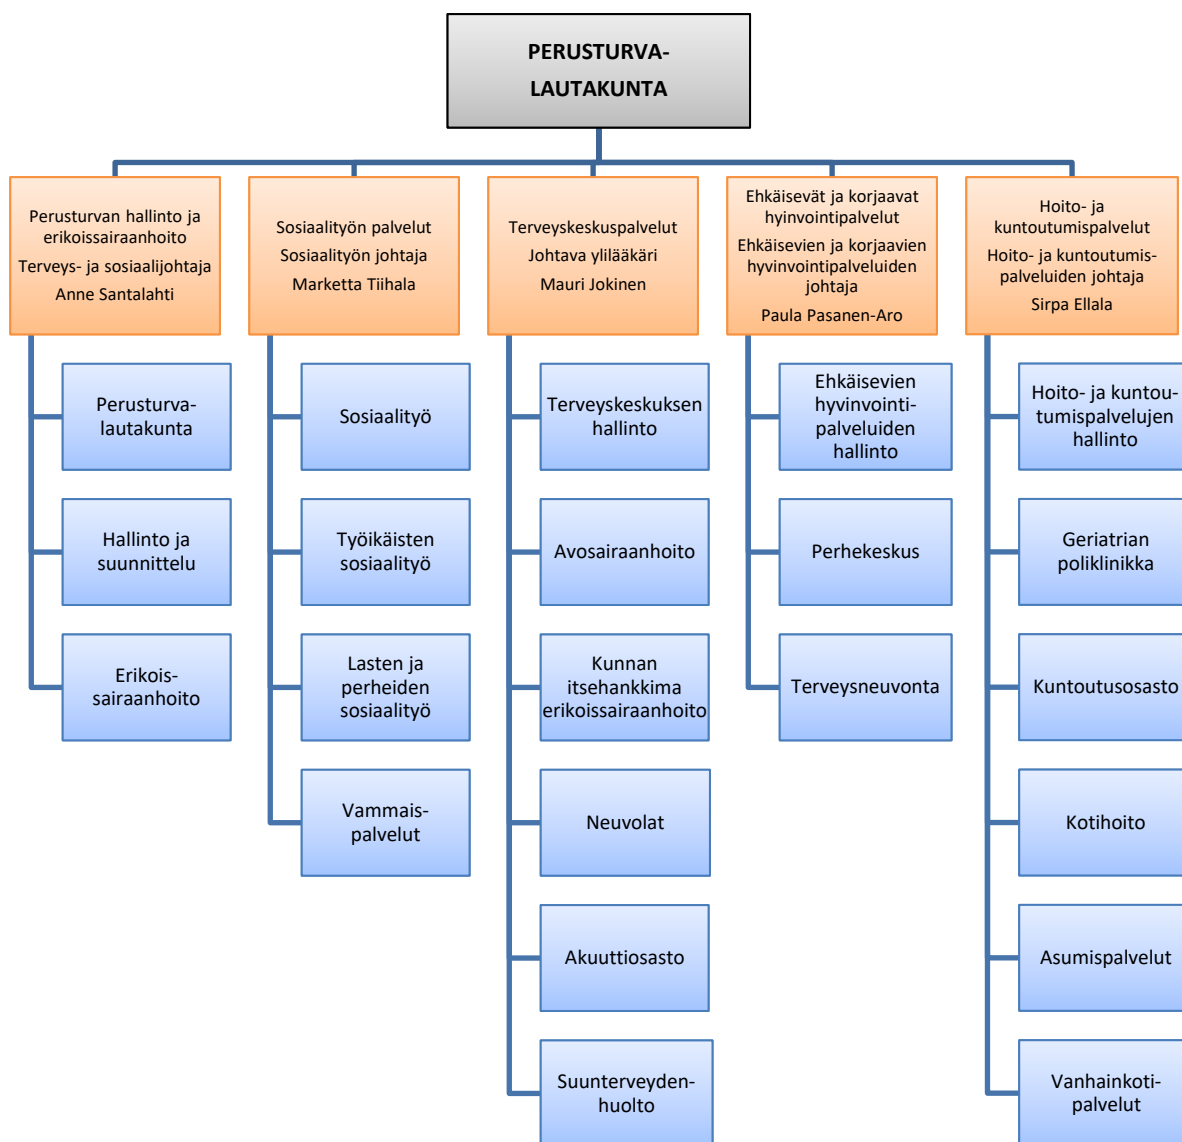 PERUSTURVA-
LAUTAKUNTA
Perusturvan hallinto ja
erikoissairaanhoito
Terveys- ja sosiaalijohtaja
Anne Santalahti
Perusturva-
lautakunta
Hallinto ja
suunnittelu
Erikois-
sairaanhoito
Sosiaalityön palvelut
Sosiaalityön johtaja
Marketta Tiihala
Sosiaalityö
Työikäisten
sosiaalityö
Lasten ja
perheiden
sosiaalityö
Vammais-
palvelut
Terveyskeskuspalvelut
Johtava ylilääkäri
Mauri Jokinen
Terveyskeskuksen
hallinto
Avosairaanhoito
Kunnan
itsehankkima
erikoissairaanhoito
Neuvolat
Akuuttiosasto
Suunterveyden-
huolto
Ehkäisevät ja korjaavat
hyinvointipalvelut
Ehkäisevien ja korjaavien
hyvinvointipalveluiden
johtaja
Paula Pasanen-Aro
Ehkäisevien
hyvinvointi-
palveluiden
hallinto
Perhekeskus
Terveysneuvonta
Hoito- ja
kuntoutumispalvelut
Hoito- ja kuntoutumis-
palveluiden johtaja
Sirpa Ellala
Hoito- ja kuntou-
tumispalvelujen
hallinto
Geriatrian
poliklinikka
Kuntoutusosasto
Kotihoito
Asumispalvelut
Vanhainkoti-
palvelut